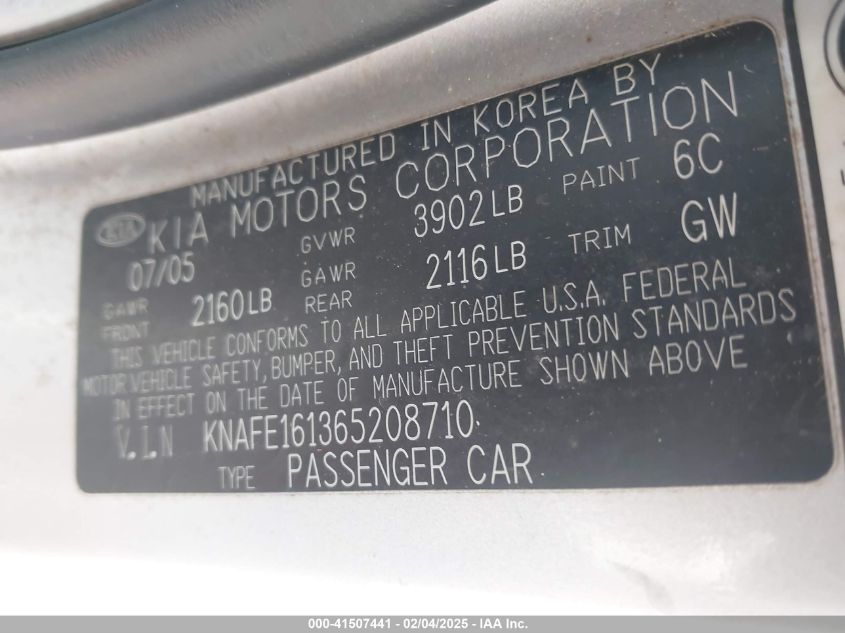 MANUFACTURED IN KOREA BY
KIA KIA MOTORS CORPORATION
07/05 GVWR 3902LB PAINT 6C
GAWR FRONT 2160LB GAWR REAR 2116LB TRIM GW
THIS VEHICLE CONFORMS TO ALL APPLICABLE U.S.A. FEDERAL
MOTOR VEHICLE SAFETY, BUMPER, AND THEFT PREVENTION STANDARDS
IN EFFECT ON THE DATE OF MANUFACTURE SHOWN ABOVE
V.I.N KNAFE161365208710
TYPE PASSENGER CAR
000-41507441 - 02/04/2025 - IAA Inc.